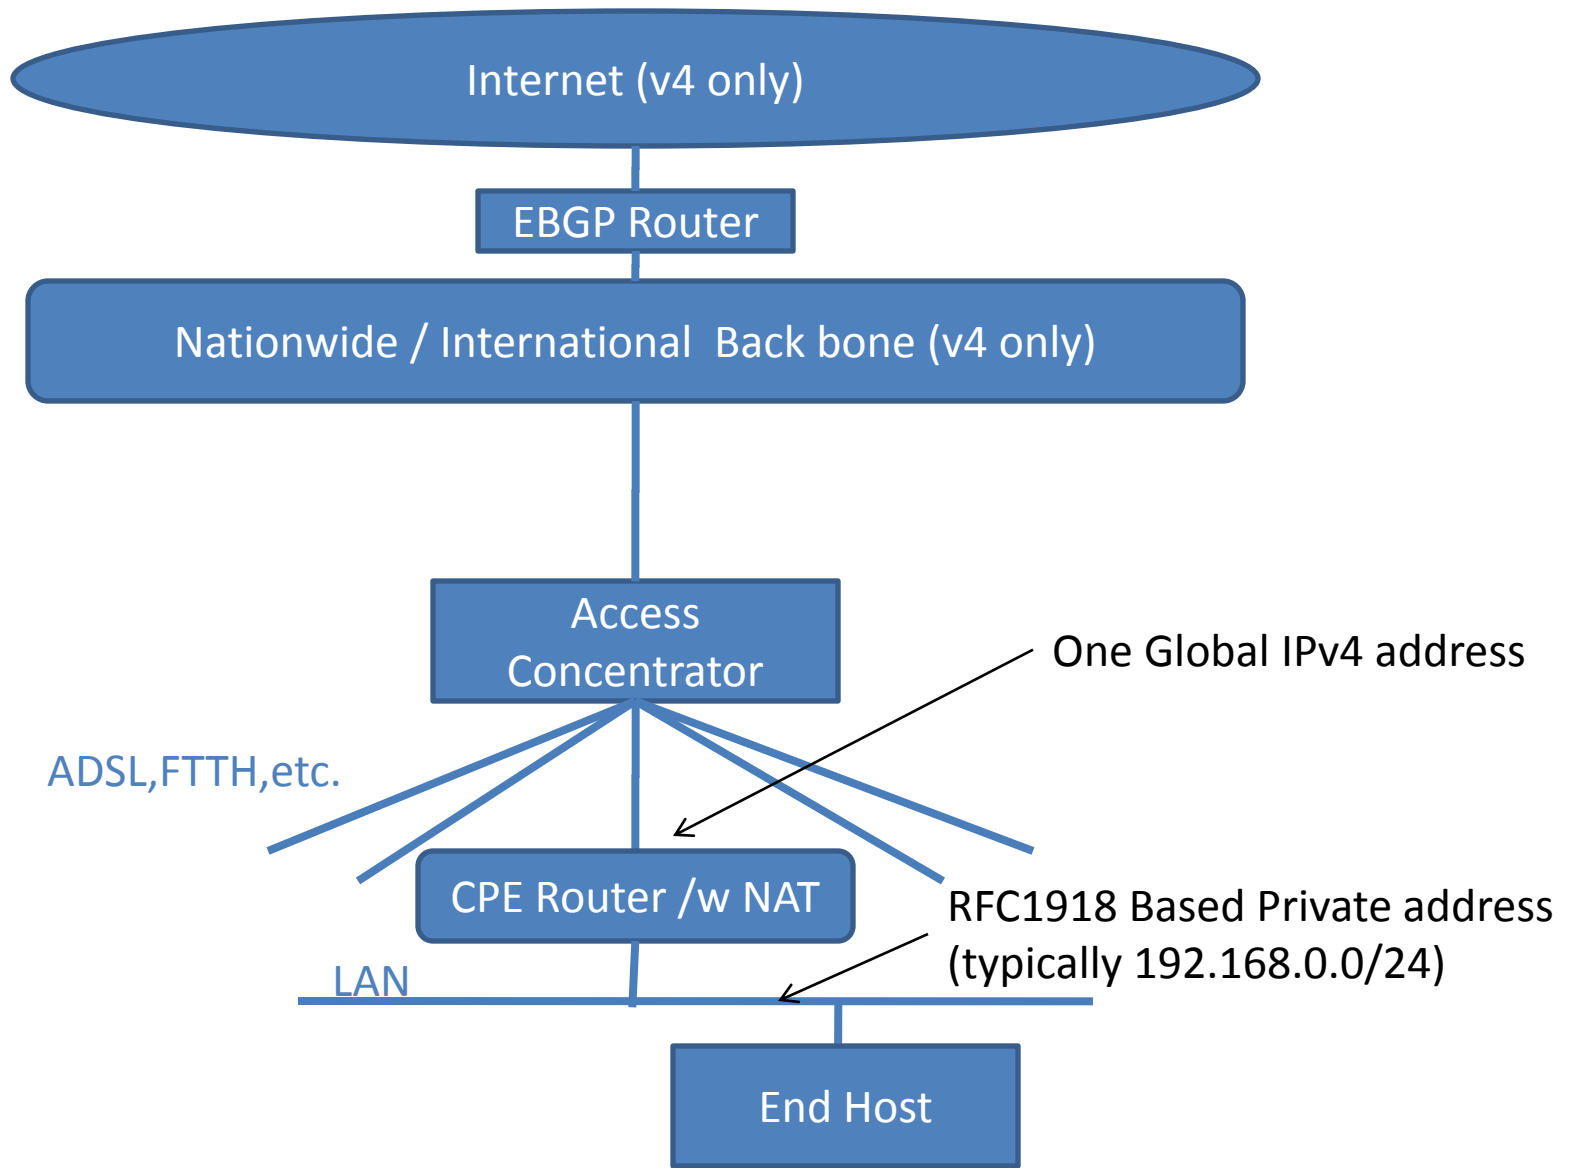 Internet (v4 only)
EBGP Router
Nationwide / International  Back bone (v4 only)
Access
Concentrator
One Global IPv4 address
ADSL,FTTH,etc.
CPE Router /w NAT
RFC1918 Based Private address
(typically 192.168.0.0/24)
LAN
End Host